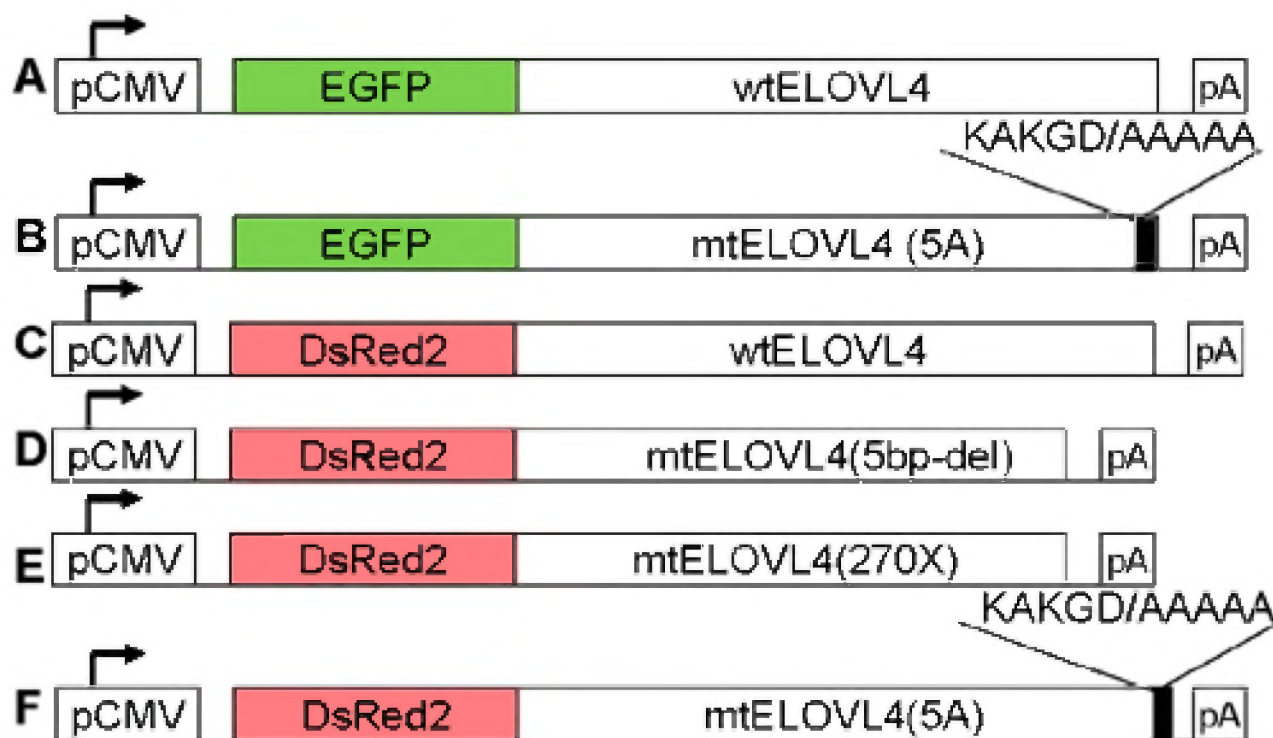 A pCMV EGFP wtELOVL4 pA
KAKGD/AAAAA
B pCMV EGFP mtELOVL4 (5A) pA
C pCMV DsRed2 wtELOVL4 pA
D pCMV DsRed2 mtELOVL4(5bp-del) pA
E pCMV DsRed2 mtELOVL4(270X) pA
KAKGD/AAAAA
F pCMV DsRed2 mtELOVL4(5A) pA